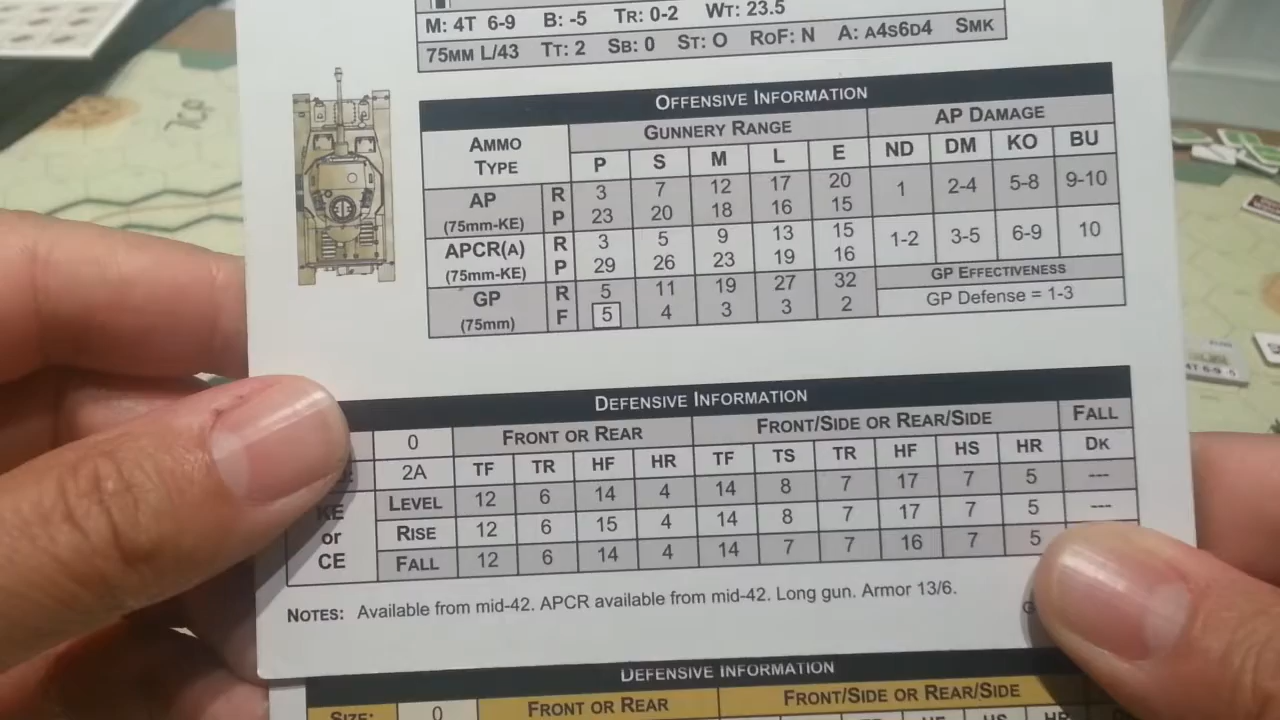 M: 4T 6-9 B: -5 TR: 0-2 WT: 23.5
75MM L/43 TT: 2 SB: 0 ST: O ROF: N A: A4S6D4 SMK
OFFENSIVE INFORMATION
AMMO TYPE GUNNERY RANGE AP DAMAGE
P S M L E ND DM KO BU
AP R 3 7 12 17 20 1 2-4 5-8 9-10
(75mm-KE) P 23 20 18 16 15
APCR(A) R 3 5 9 13 15 1-2 3-5 6-9 10
(75mm-KE) P 29 26 23 19 16
GP R 5 11 19 27 32 GP EFFECTIVENESS
(75mm) F 5 4 3 3 2 GP Defense = 1-3
DEFENSIVE INFORMATION
0 FRONT OR REAR FRONT/SIDE OR REAR/SIDE FALL
2A TF TR HF HR TF TS TR HF HS HR DK
KE LEVEL 12 6 14 4 14 8 7 17 7 5 ---
or RISE 12 6 15 4 14 8 7 17 7 5 ---
CE FALL 12 6 14 4 14 7 7 16 7 5
NOTES: Available from mid-42. APCR available from mid-42. Long gun. Armor 13/6.
DEFENSIVE INFORMATION
SIZE: 0 FRONT OR REAR FRONT/SIDE OR REAR/SIDE